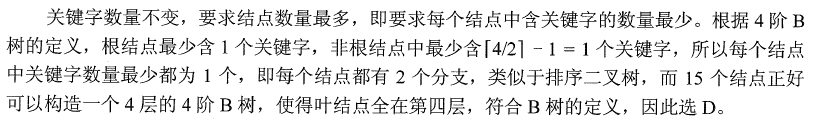 关键字数量不变，要求结点数量最多，即要求每个结点中含关键字的数量最少。根据 4 阶 B
树的定义，根结点最少含 1 个关键字，非根结点中最少含⌈4/2⌉ - 1 = 1 个关键字，所以每个结点
中关键字数量最少都为 1 个，即每个结点都有 2 个分支，类似于排序二叉树，而 15 个结点正好
可以构造一个 4 层的 4 阶 B 树，使得叶结点全在第四层，符合 B 树的定义，因此选 D。